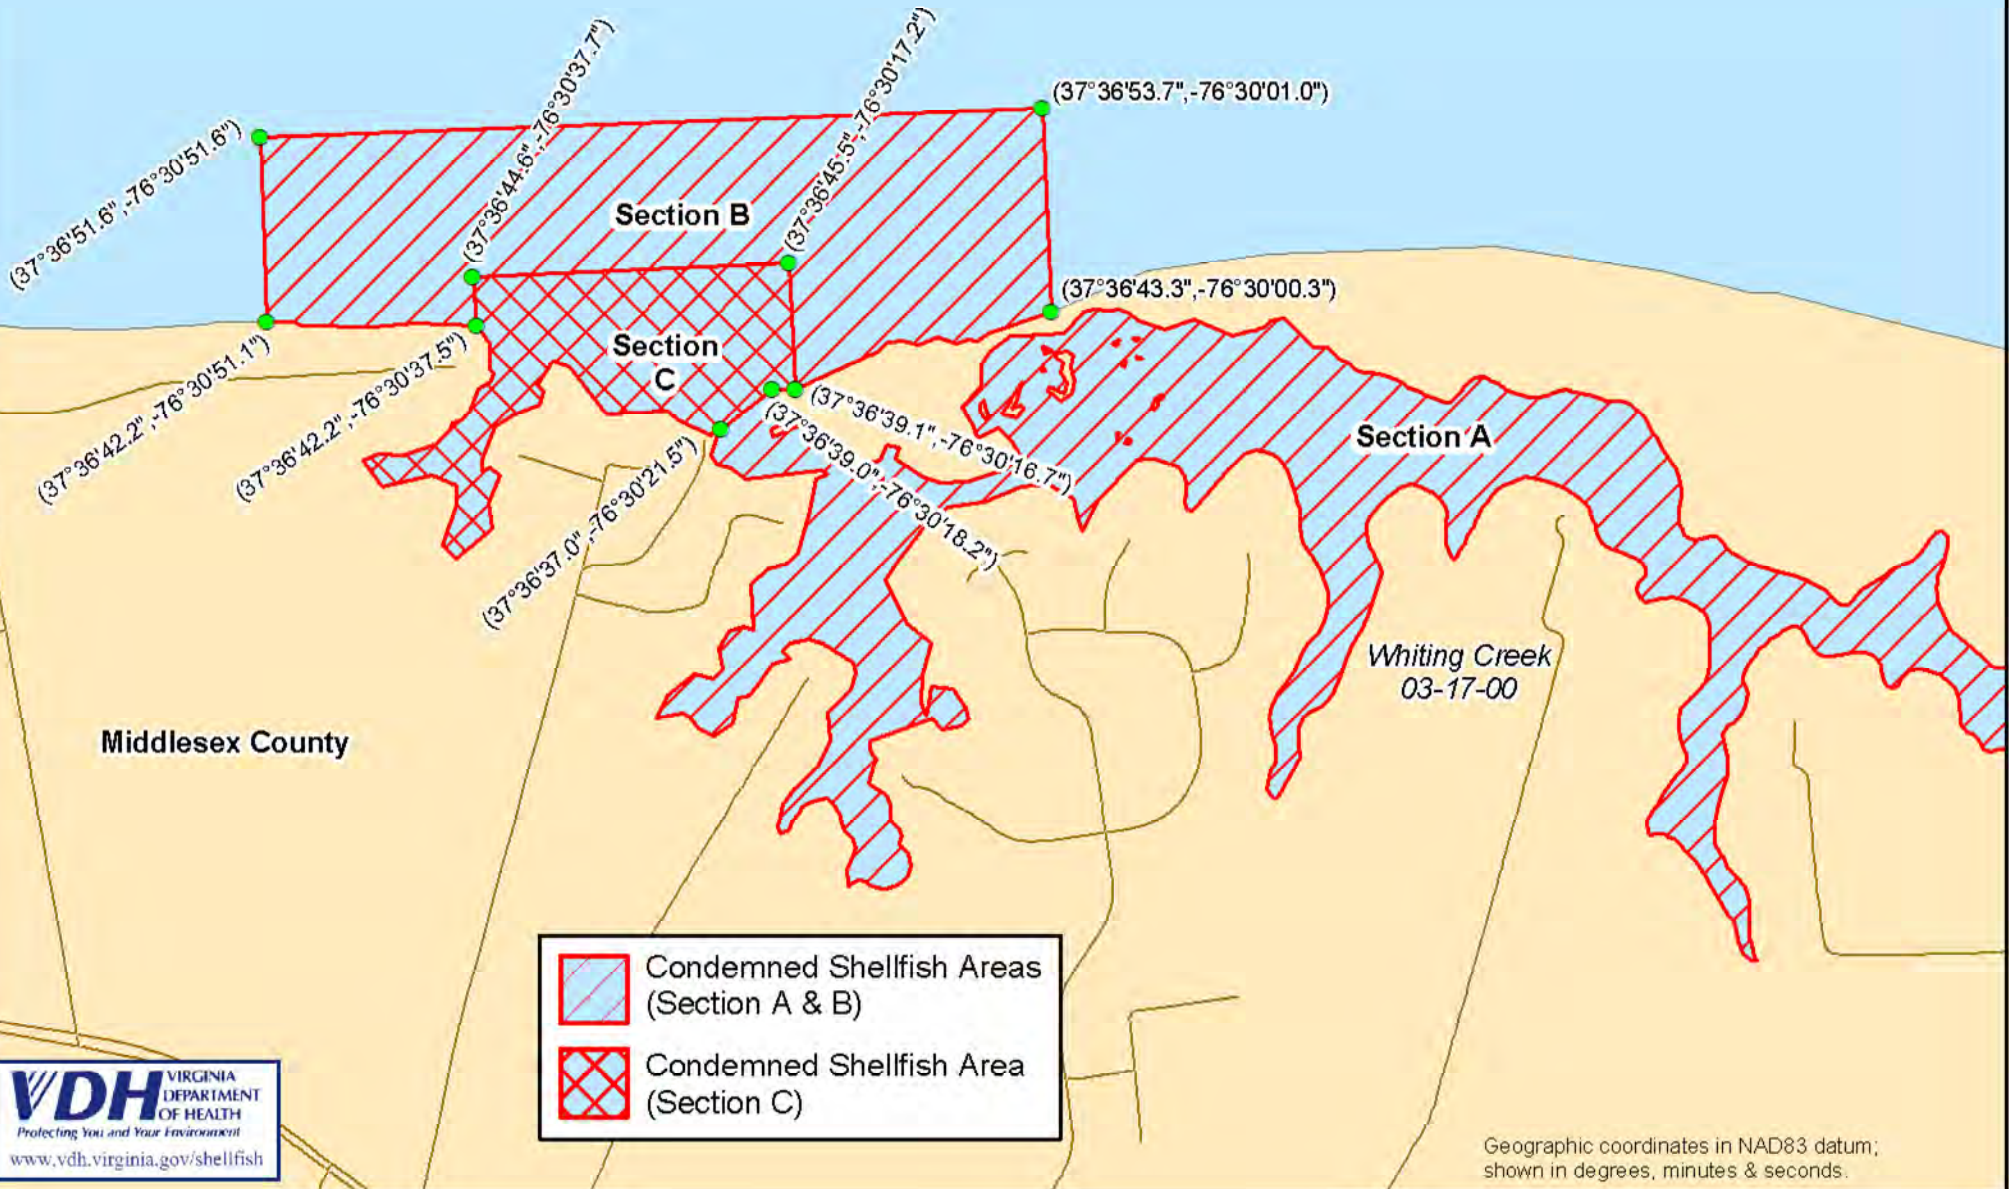 (37°36'51.6",-76°30'51.6")
(37°36'44.6",-76°30'37.7")
(37°36'45.5",-76°30'17.2")
(37°36'53.7",-76°30'01.0")
Section B
(37°36'43.3",-76°30'00.3")
(37°36'42.2",-76°30'51.1")
(37°36'42.2",-76°30'37.5")
Section
C
(37°36'39.1",-76°30'16.7")
(37°36'39.0",-76°30'18.2")
(37°36'37.0",-76°30'21.5")
Section A
Whiting Creek
03-17-00
Middlesex County
Condemned Shellfish Areas
(Section A & B)
Condemned Shellfish Area
(Section C)
VDH
VIRGINIA
DEPARTMENT
OF HEALTH
Protecting You and Your Environment
www.vdh.virginia.gov/shellfish
Geographic coordinates in NAD83 datum;
shown in degrees, minutes & seconds.